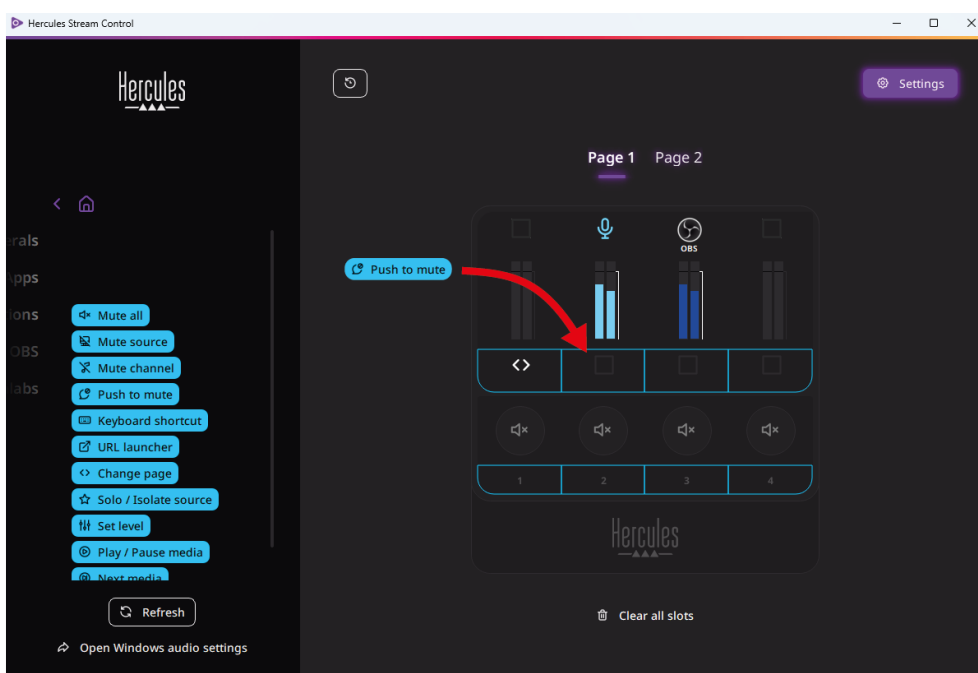 Hercules Stream Control
Hercules
Settings
Page 1 Page 2
erals
Apps
ions
OBS
labs
Mute all
Mute source
Mute channel
Push to mute
Keyboard shortcut
URL launcher
Change page
Solo / Isolate source
Set level
Play / Pause media
Next media
Refresh
Open Windows audio settings
Push to mute
OBS
1 2 3 4
Hercules
Clear all slots